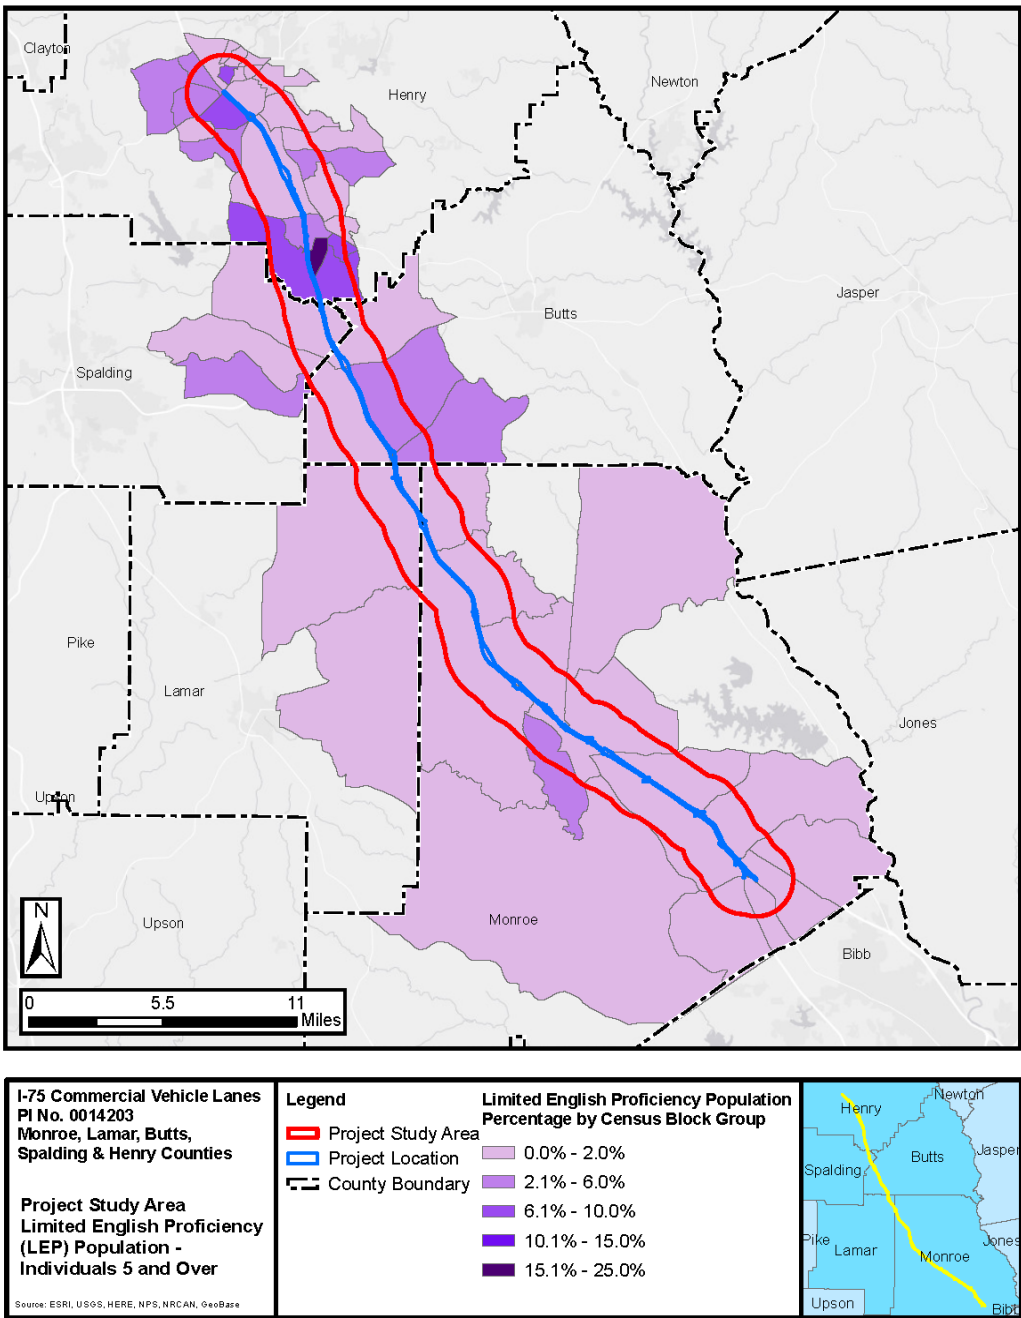 Clayton
Newton
Henry
Jasper
Butts
Spalding
Pike
Lamar
Jones
Upson
Upson
Monroe
Bibb
N
0 5.5 11
Miles
I-75 Commercial Vehicle Lanes
PI No. 0014203
Monroe, Lamar, Butts,
Spalding & Henry Counties
Project Study Area
Limited English Proficiency
(LEP) Population -
Individuals 5 and Over
Source: ESRI, USGS, HERE, NPS, NRCAN, GeoBase
Legend
Project Study Area
Project Location
County Boundary
Limited English Proficiency Population
Percentage by Census Block Group
0.0% - 2.0%
2.1% - 6.0%
6.1% - 10.0%
10.1% - 15.0%
15.1% - 25.0%
Newton
Henry
Jasper
Butts
Spalding
Pike
Jones
Lamar
Monroe
Upson
Bibb